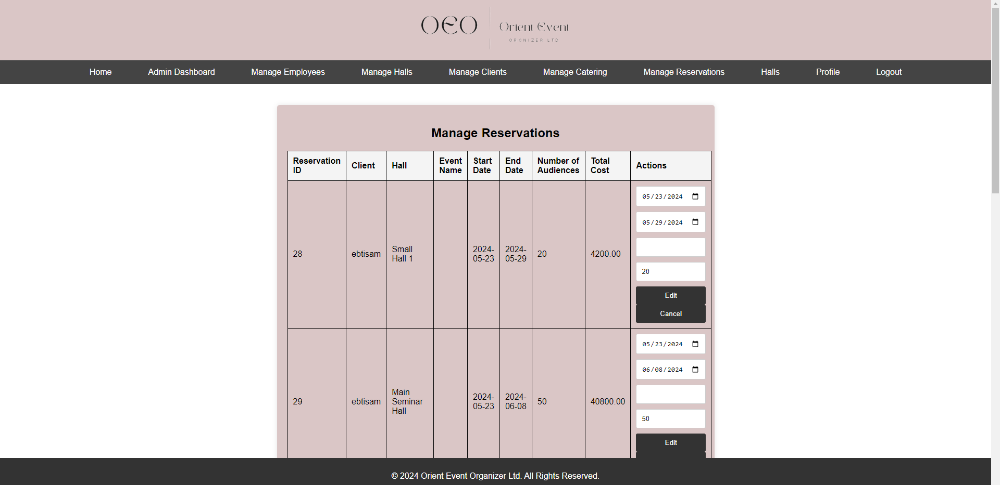 OEO
Orient Event
ORGNIZER LTD
Home Admin Dashboard Manage Employees Manage Halls Manage Clients Manage Catering Manage Reservations Halls Profile Logout
Manage Reservations
Reservation ID Client Hall Event Name Start Date End Date Number of Audiences Total Cost Actions
28 ebtisam Small Hall 1 2024-05-23 2024-05-29 20 4200.00
05/23/2024
05/29/2024
20
Edit
Cancel
29 ebtisam Main Seminar Hall 2024-05-23 2024-06-08 50 40800.00
05/23/2024
06/08/2024
50
Edit
© 2024 Orient Event Organizer Ltd. All Rights Reserved.